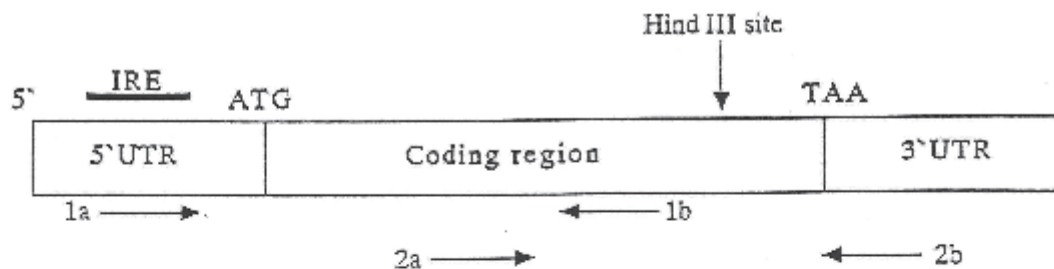 Hind III site
5` IRE ATG TAA
5`UTR Coding region 3`UTR
1a 1b
2a 2b